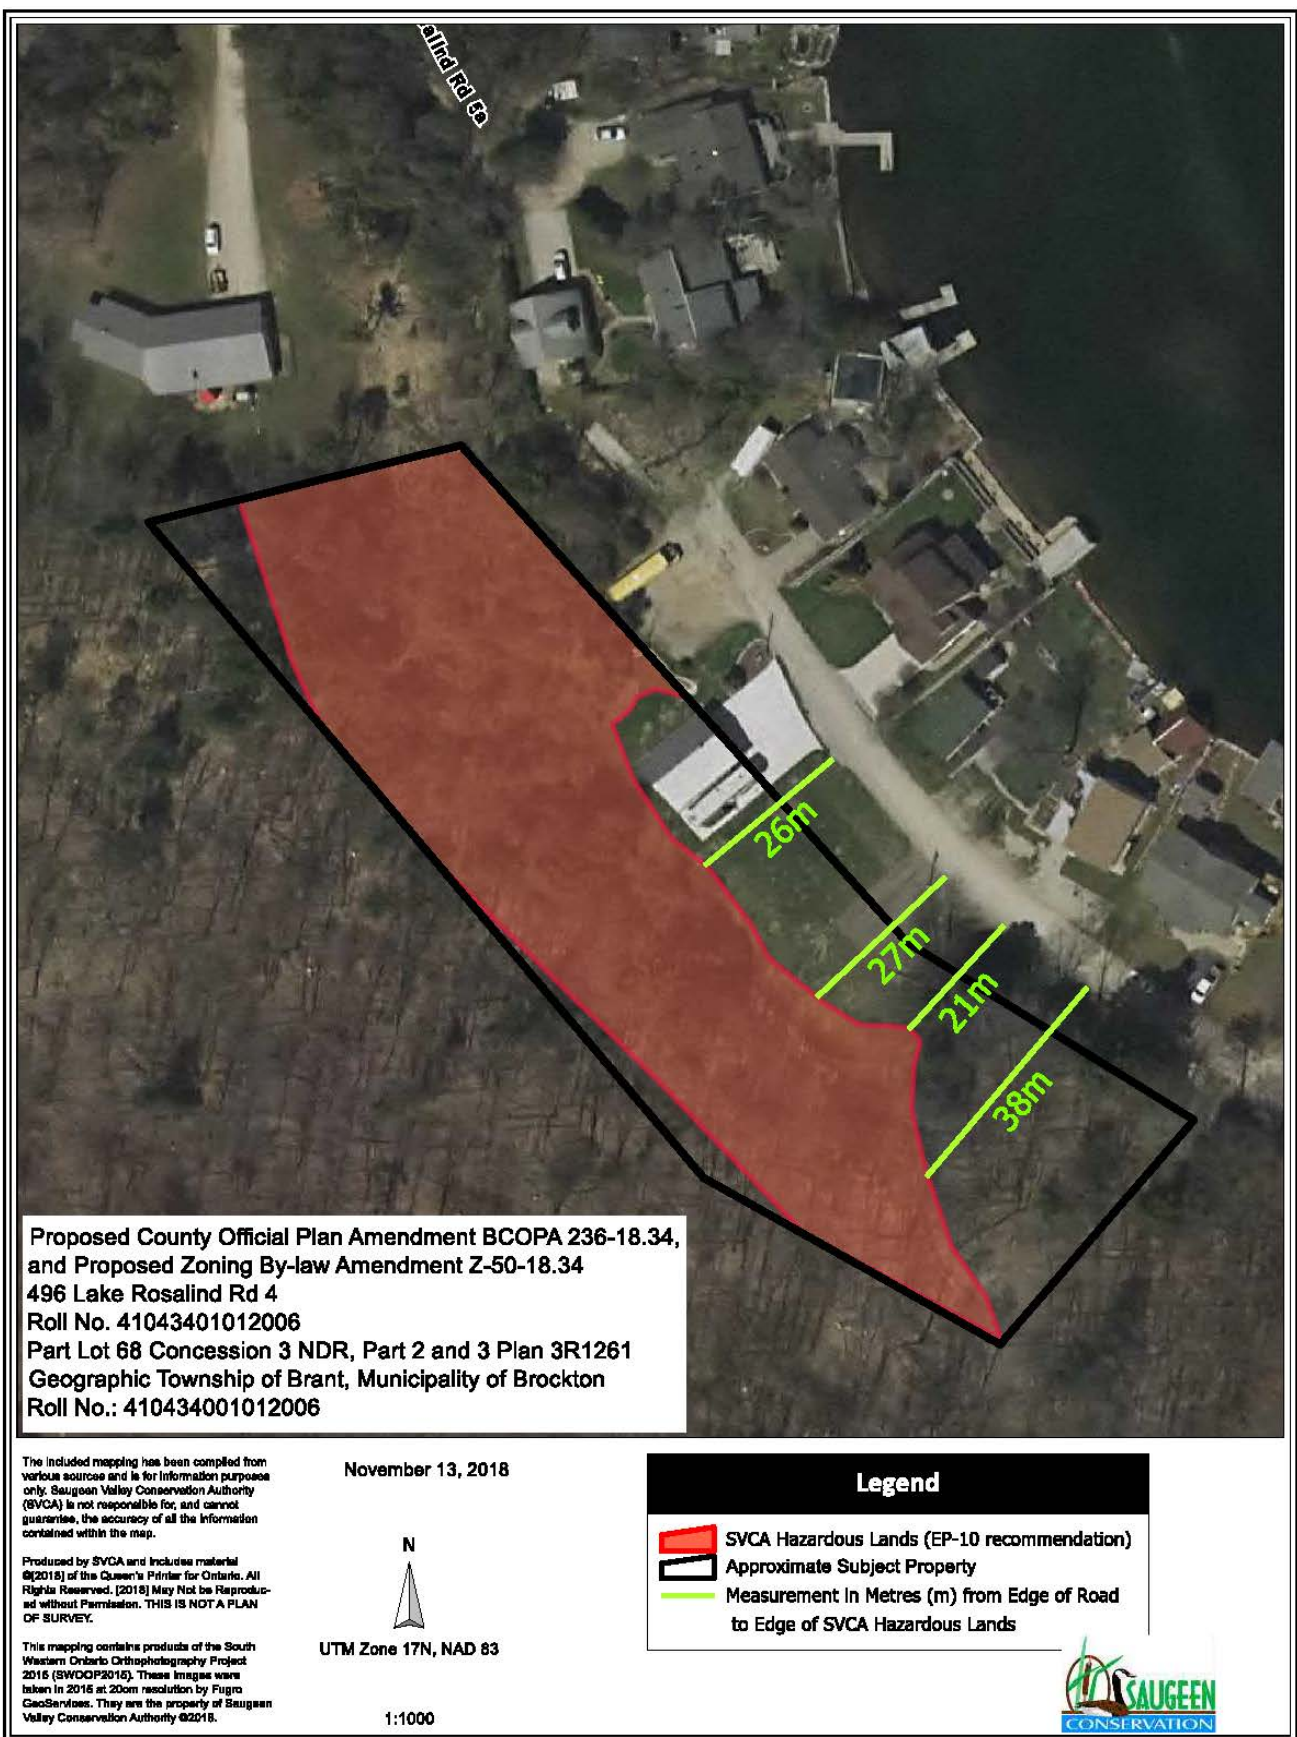 alind Rd 5a
26m
27m
21m
38m
Proposed County Official Plan Amendment BCOPA 236-18.34,
and Proposed Zoning By-law Amendment Z-50-18.34
496 Lake Rosalind Rd 4
Roll No. 41043401012006
Part Lot 68 Concession 3 NDR, Part 2 and 3 Plan 3R1261
Geographic Township of Brant, Municipality of Brockton
Roll No.: 410434001012006
The included mapping has been compiled from
various sources and is for information purposes
only. Saugeen Valley Conservation Authority
(SVCA) is not responsible for, and cannot
guarantee, the accuracy of all the information
contained within the map.
Produced by SVCA and includes material
©[2018] of the Queen's Printer for Ontario. All
Rights Reserved. [2018] May Not be Reproduc-
ed without Permission. THIS IS NOT A PLAN
OF SURVEY.
This mapping contains products of the South
Western Ontario Orthophotography Project
2015 (SWOOP2015). These images were
taken in 2015 at 20cm resolution by Fugro
GeoServices. They are the property of Saugeen
Valley Conservation Authority ©2018.
November 13, 2018
N
UTM Zone 17N, NAD 83
1:1000
Legend
SVCA Hazardous Lands (EP-10 recommendation)
Approximate Subject Property
Measurement in Metres (m) from Edge of Road
to Edge of SVCA Hazardous Lands
SAUGEEN
CONSERVATION